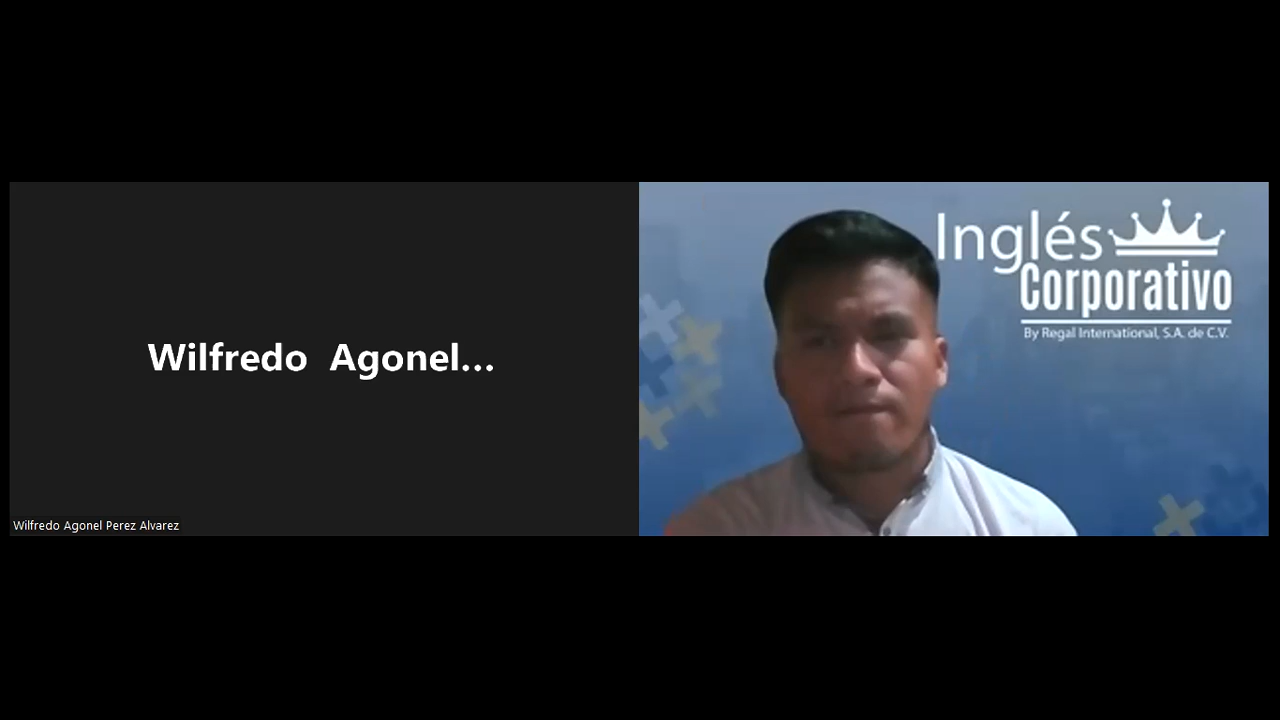 Wilfredo  Agonel...
Wilfredo Agonel Perez Alvarez
Inglés
Corporativo
By Regal International, S.A. de C.V.